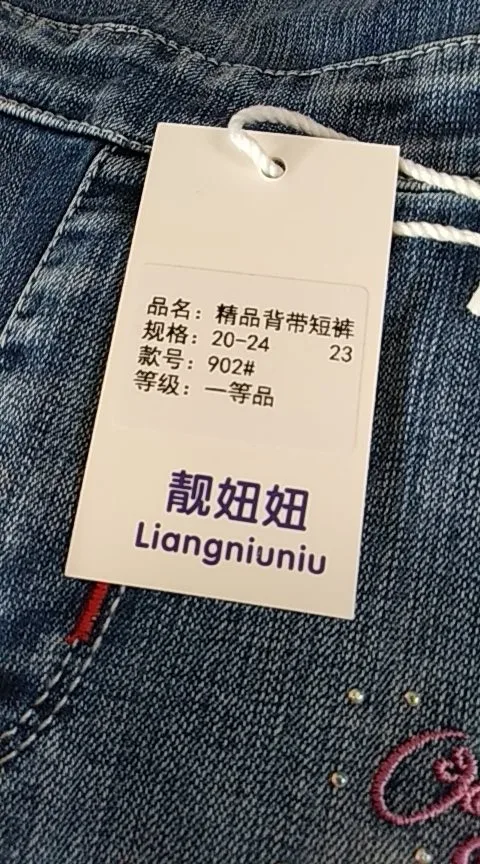 品名：精品背带短裤
规格：20-24 23
款号：902#
等级：一等品
靓妞妞
Liangniuniu